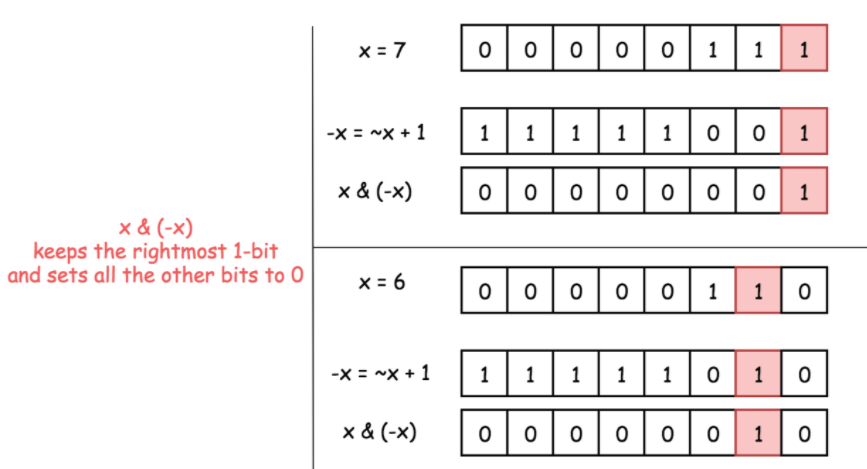 x = 7 0 0 0 0 0 1 1 1
-x = ~x + 1 1 1 1 1 1 0 0 1
x & (-x) 0 0 0 0 0 0 0 1
x & (-x)
keeps the rightmost 1-bit
and sets all the other bits to 0
x = 6 0 0 0 0 0 1 1 0
-x = ~x + 1 1 1 1 1 1 0 1 0
x & (-x) 0 0 0 0 0 0 1 0